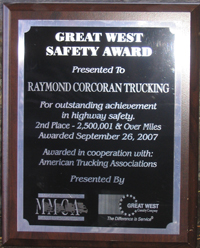 GREAT WEST
SAFETY AWARD
Presented To
RAYMOND CORCORAN TRUCKING
For outstanding achievement
in highway safety.
2nd Place - 2,500,001 & Over Miles
Awarded September 26, 2007
Awarded in cooperation with:
American Trucking Associations
Presented By
MMCA
GREAT WEST
The Difference is Service